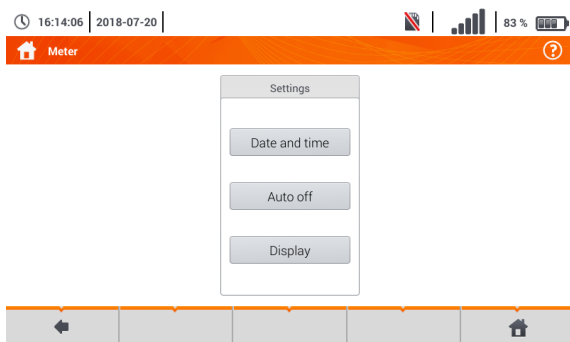 16:14:06 2018-07-20 83 %
Meter ?
Settings
Date and time
Auto off
Display